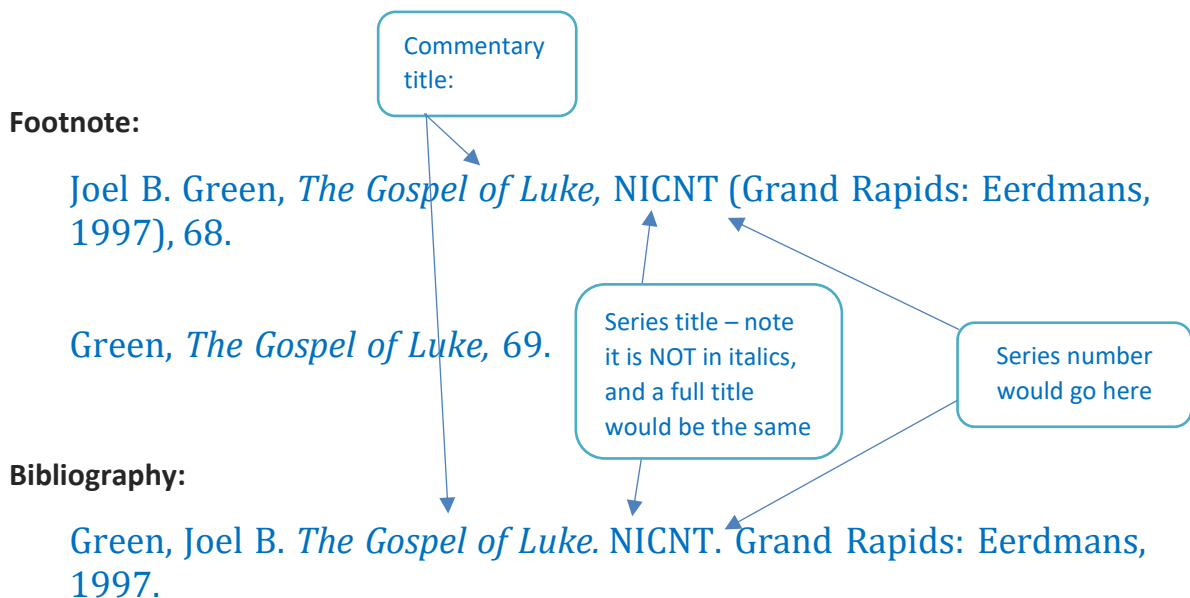 Commentary
title:
Footnote:
Joel B. Green, The Gospel of Luke, NICNT (Grand Rapids: Eerdmans,
1997), 68.
Green, The Gospel of Luke, 69.
Series title – note
it is NOT in italics,
and a full title
would be the same
Series number
would go here
Bibliography:
Green, Joel B. The Gospel of Luke. NICNT. Grand Rapids: Eerdmans,
1997.